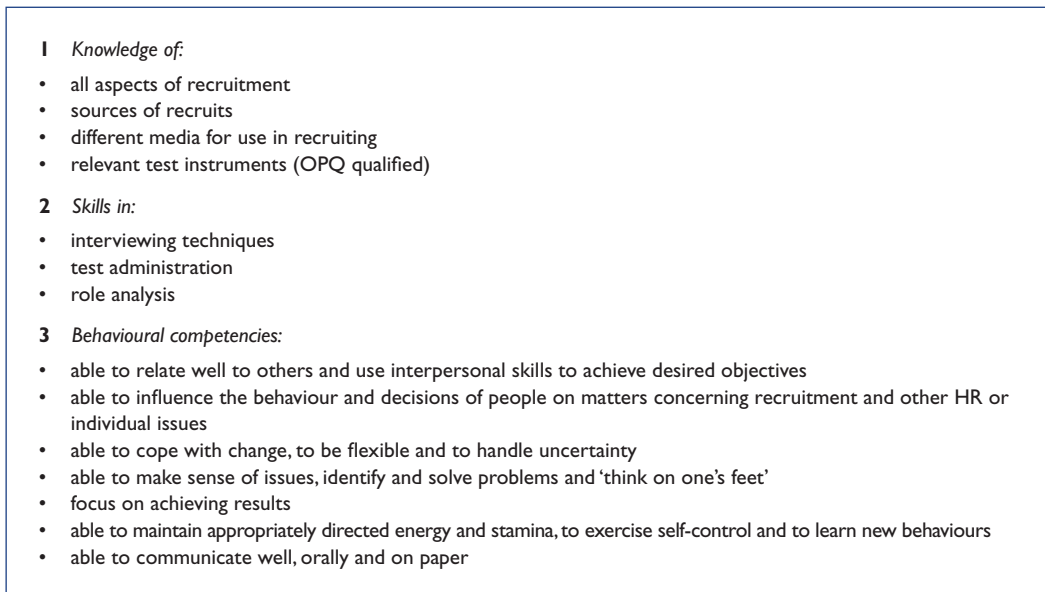 1 Knowledge of:
• all aspects of recruitment
• sources of recruits
• different media for use in recruiting
• relevant test instruments (OPQ qualified)
2 Skills in:
• interviewing techniques
• test administration
• role analysis
3 Behavioural competencies:
• able to relate well to others and use interpersonal skills to achieve desired objectives
• able to influence the behaviour and decisions of people on matters concerning recruitment and other HR or
individual issues
• able to cope with change, to be flexible and to handle uncertainty
• able to make sense of issues, identify and solve problems and ‘think on one’s feet’
• focus on achieving results
• able to maintain appropriately directed energy and stamina, to exercise self-control and to learn new behaviours
• able to communicate well, orally and on paper